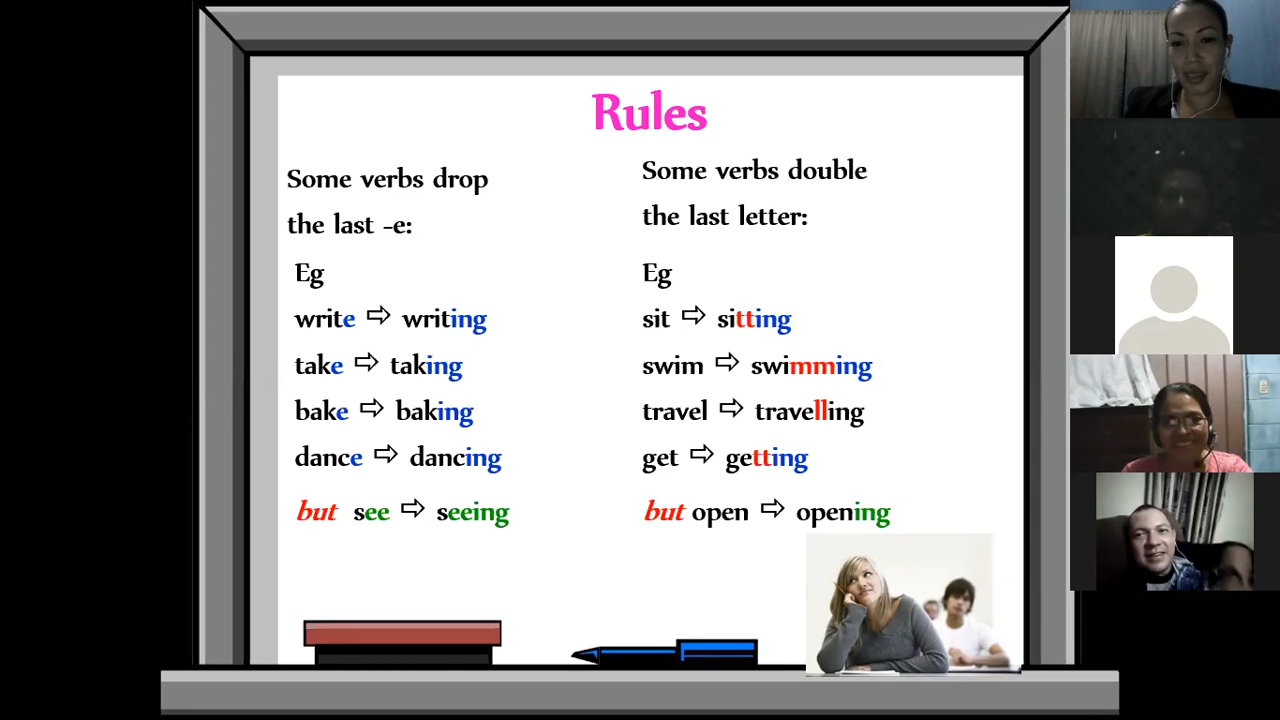 Rules
Some verbs drop
the last -e:
Eg
write ⇨ writing
take ⇨ taking
bake ⇨ baking
dance ⇨ dancing
but see ⇨ seeing
Some verbs double
the last letter:
Eg
sit ⇨ sitting
swim ⇨ swimming
travel ⇨ travelling
get ⇨ getting
but open ⇨ opening